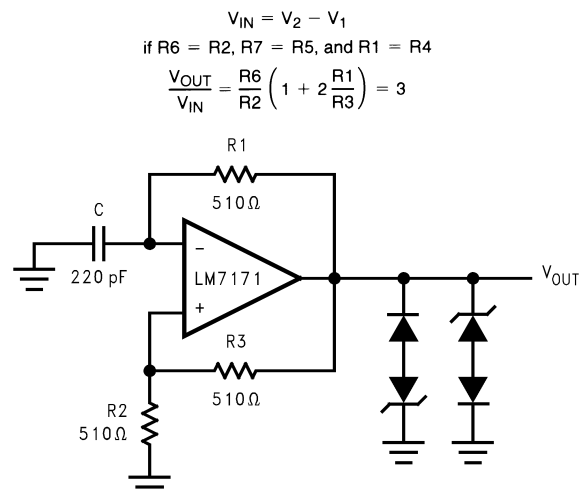 VIN = V2 − V1
if R6 = R2, R7 = R5, and R1 = R4
VOUT/VIN = R6/R2 (1 + 2 R1/R3) = 3
R1
510Ω
C
220 pF
−
LM7171
+
VOUT
R3
510Ω
R2
510Ω